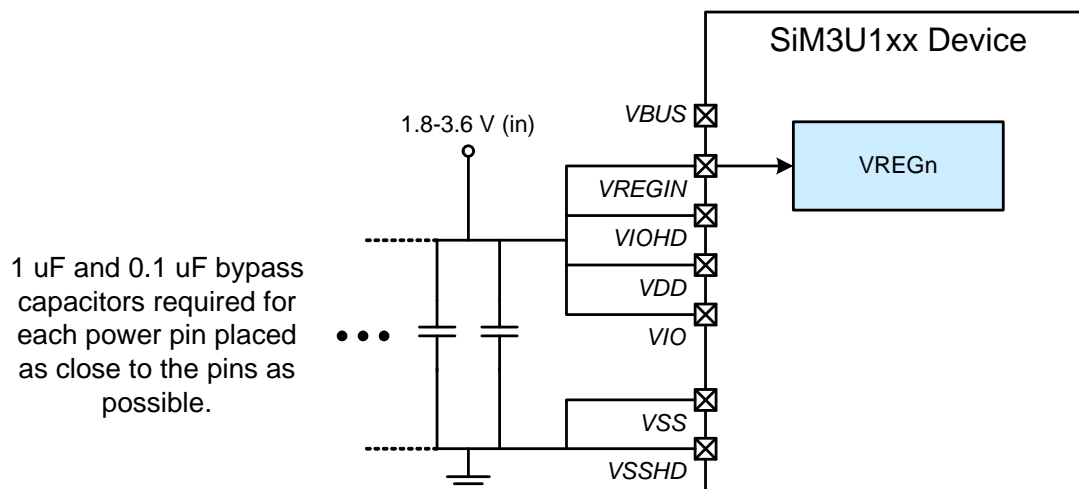 SiM3U1xx Device
VBUS
1.8-3.6 V (in)
VREGn
VREGIN
VIOHD
1 uF and 0.1 uF bypass
capacitors required for
each power pin placed
as close to the pins as
possible.
VDD
VIO
VSS
VSSHD